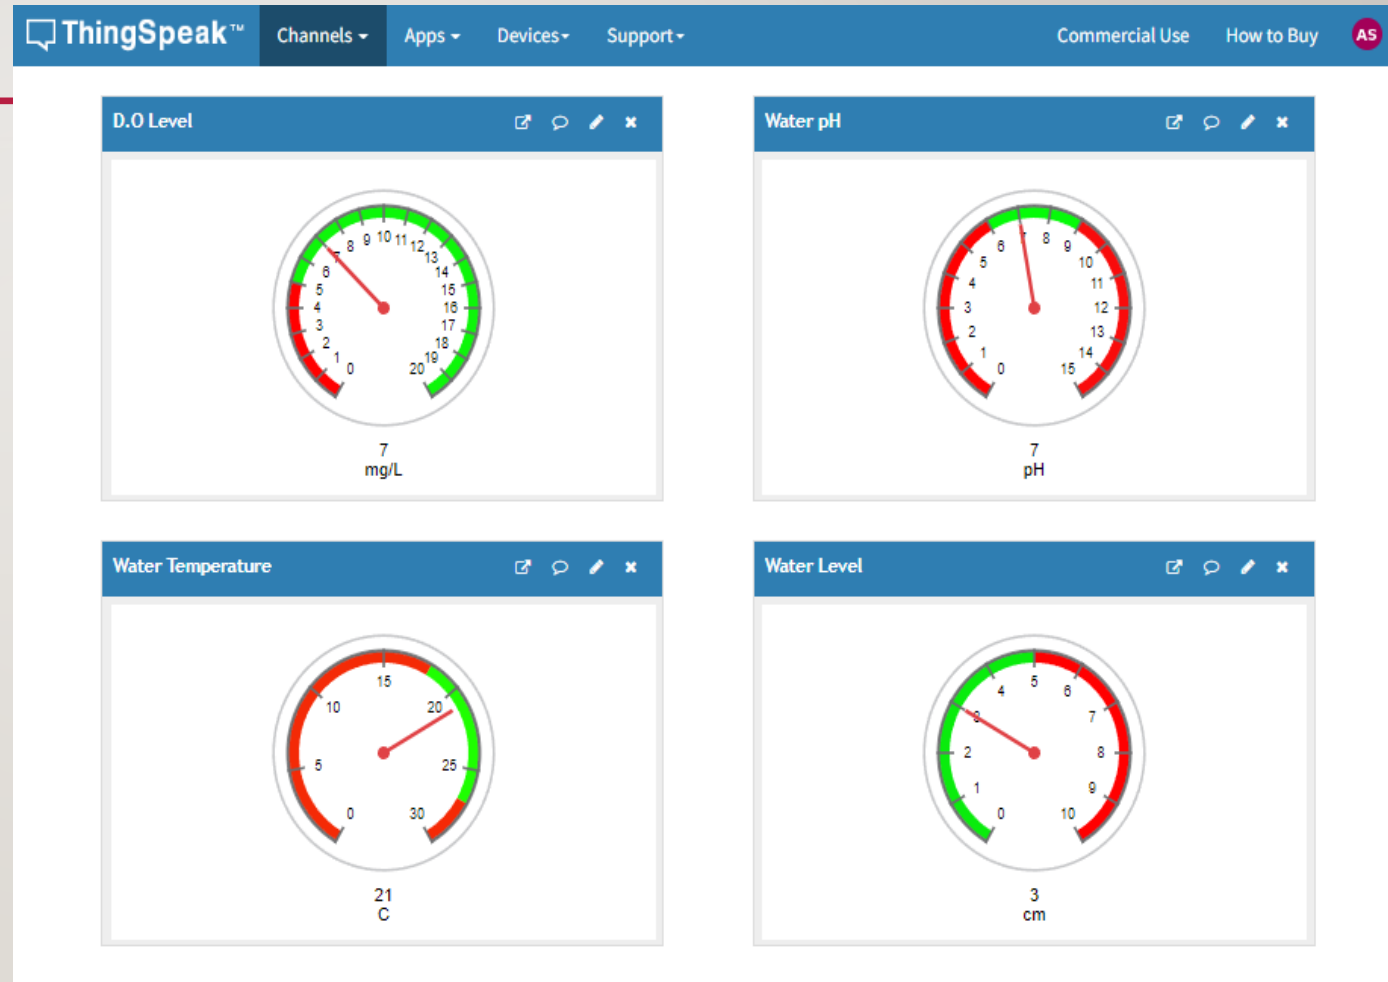 ThingSpeak™ Channels Apps Devices Support Commercial Use How to Buy AS
D.O Level
0 1 2 3 4 5 6 7 8 9 10 11 12 13 14 15 16 17 18 19 20
7
mg/L
Water pH
0 1 2 3 4 5 6 7 8 9 10 11 12 13 14 15
7
pH
Water Temperature
0 5 10 15 20 25 30
21
C
Water Level
0 1 2 3 4 5 6 7 8 9 10
3
cm